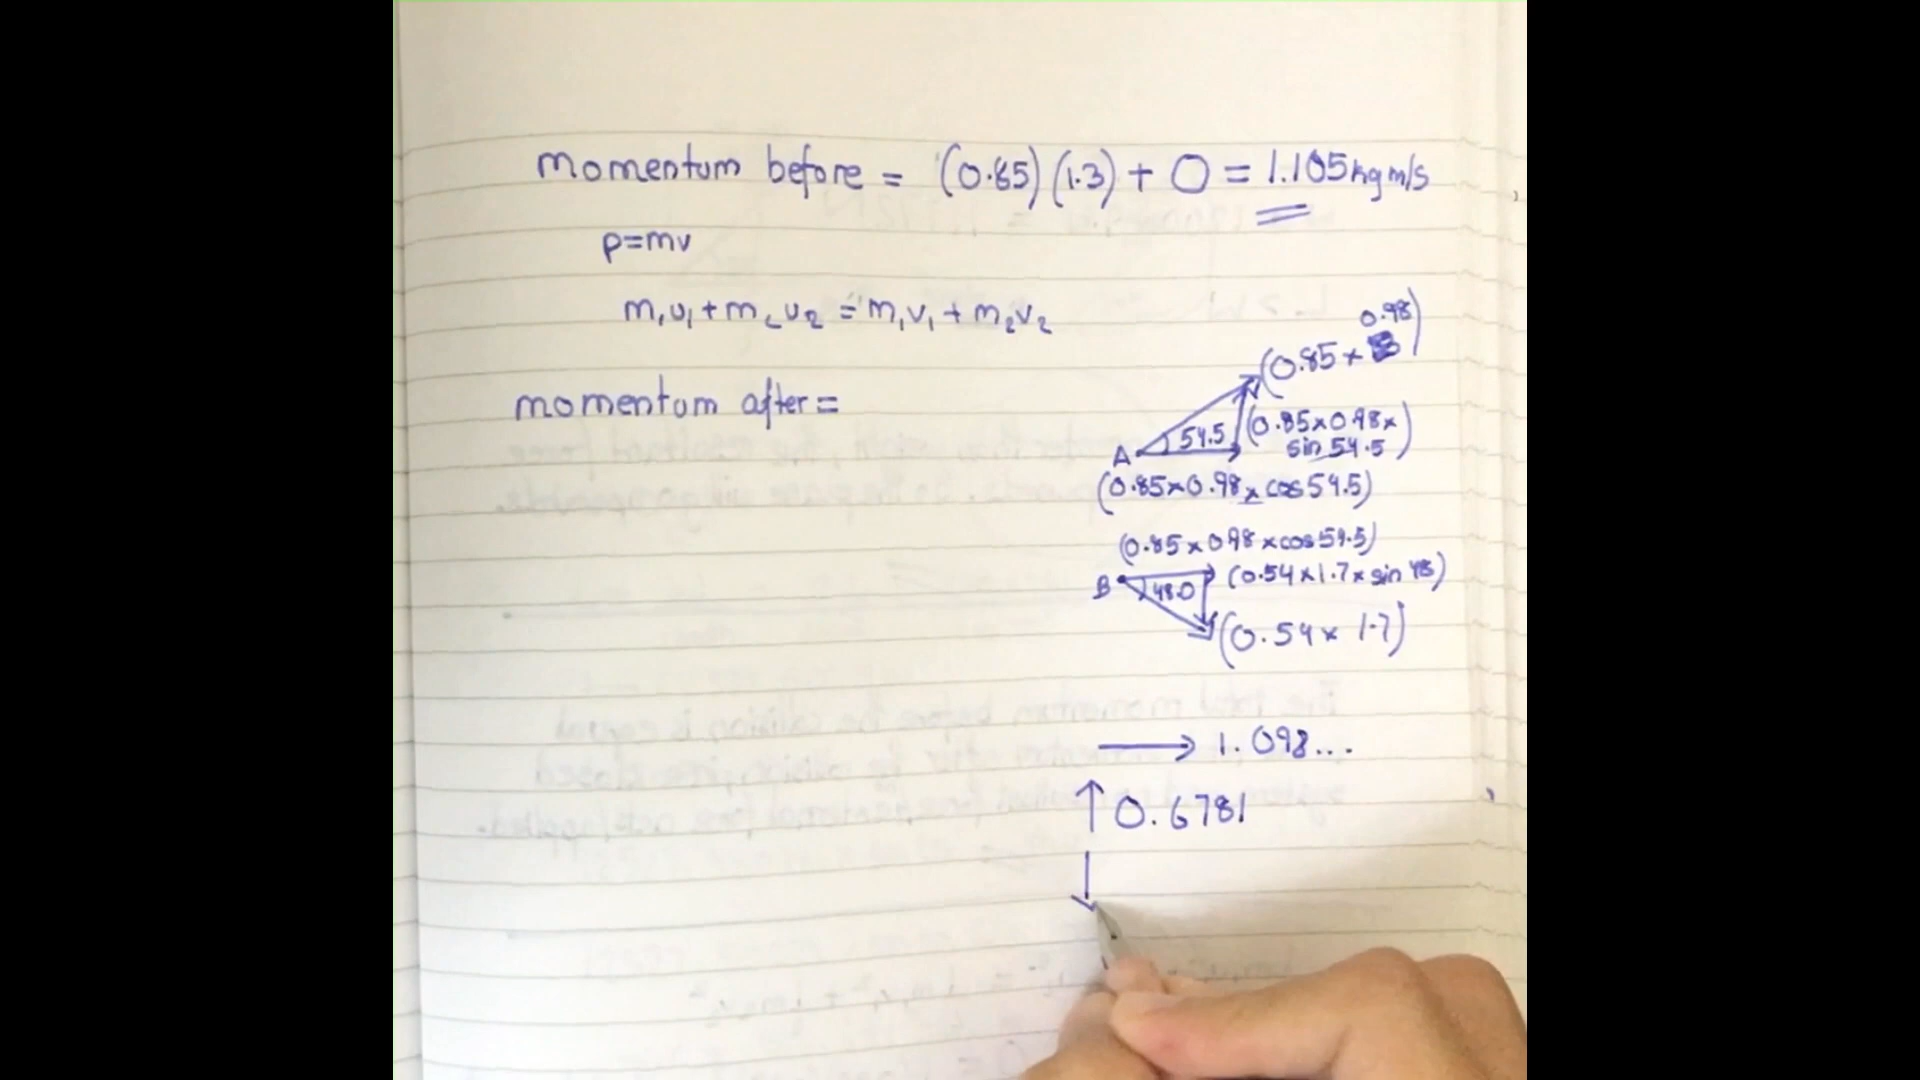 momentum before = (0.85)(1.3) + 0 = 1.105 kg m/s
p=mv
m₁u₁ + m₂u₂ = m₁v₁ + m₂v₂
0.98)
(0.85 ×
momentum after =
54.5
(0.85×0.98×
sin 54.5)
A
(0.85×0.98×cos 54.5)
(0.85×0.98×cos 54.5)
B
48.0
(0.54×1.7×sin 48)
(0.54× 1.7)
→ 1.098...
↑ 0.6781
↓